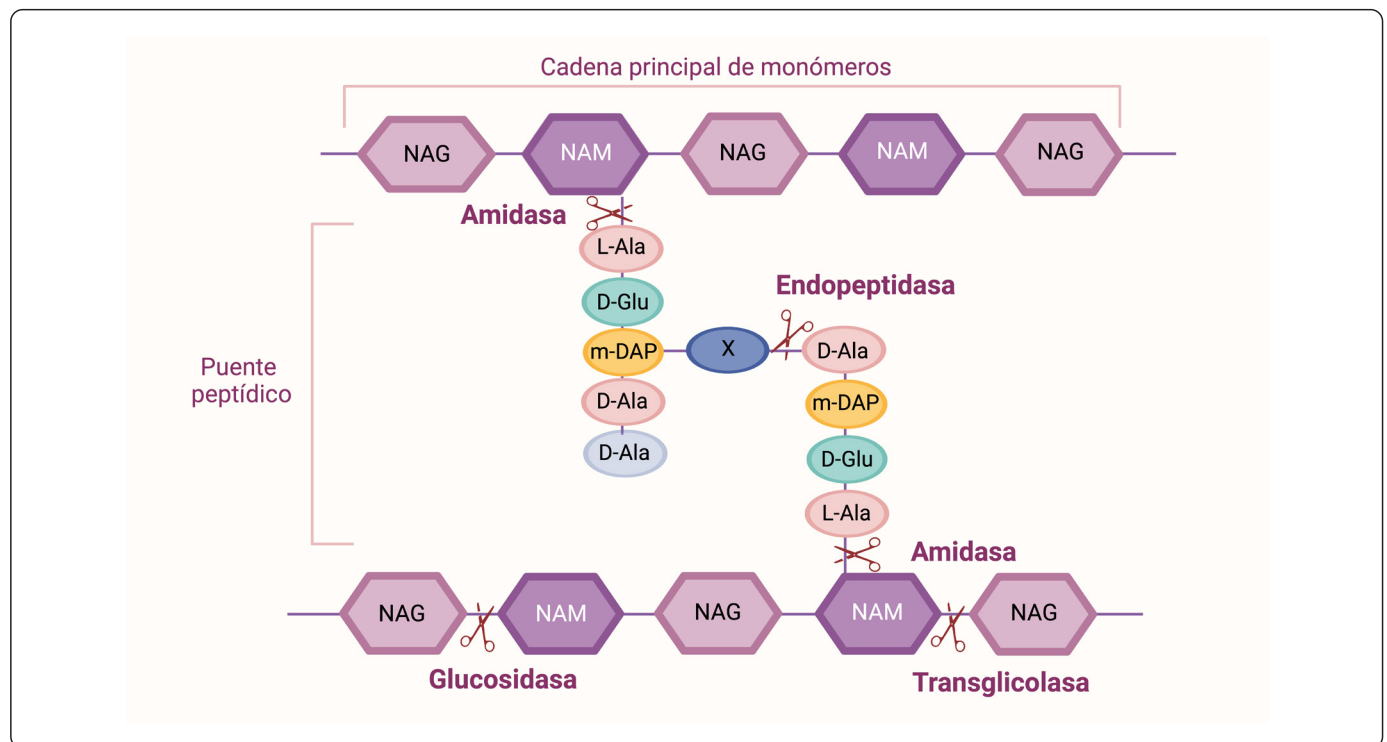 Cadena principal de monómeros
NAG NAM NAG NAM NAG
Amidasa
L-Ala
Endopeptidasa
D-Glu
m-DAP X D-Ala
Puente
peptídico
D-Ala m-DAP
D-Ala D-Glu
L-Ala
Amidasa
NAG NAM NAG NAM NAG
Glucosidasa Transglicolasa